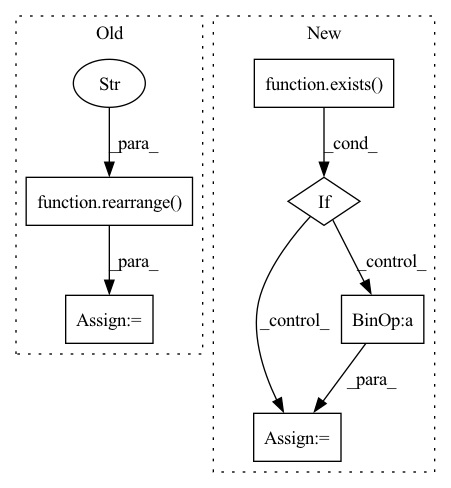 Old
New
Str
function.exists()
_para_
_cond_
function.rearrange()
If
_para_
_control_
_control_
Assign:=
BinOp:a
_para_
Assign:=